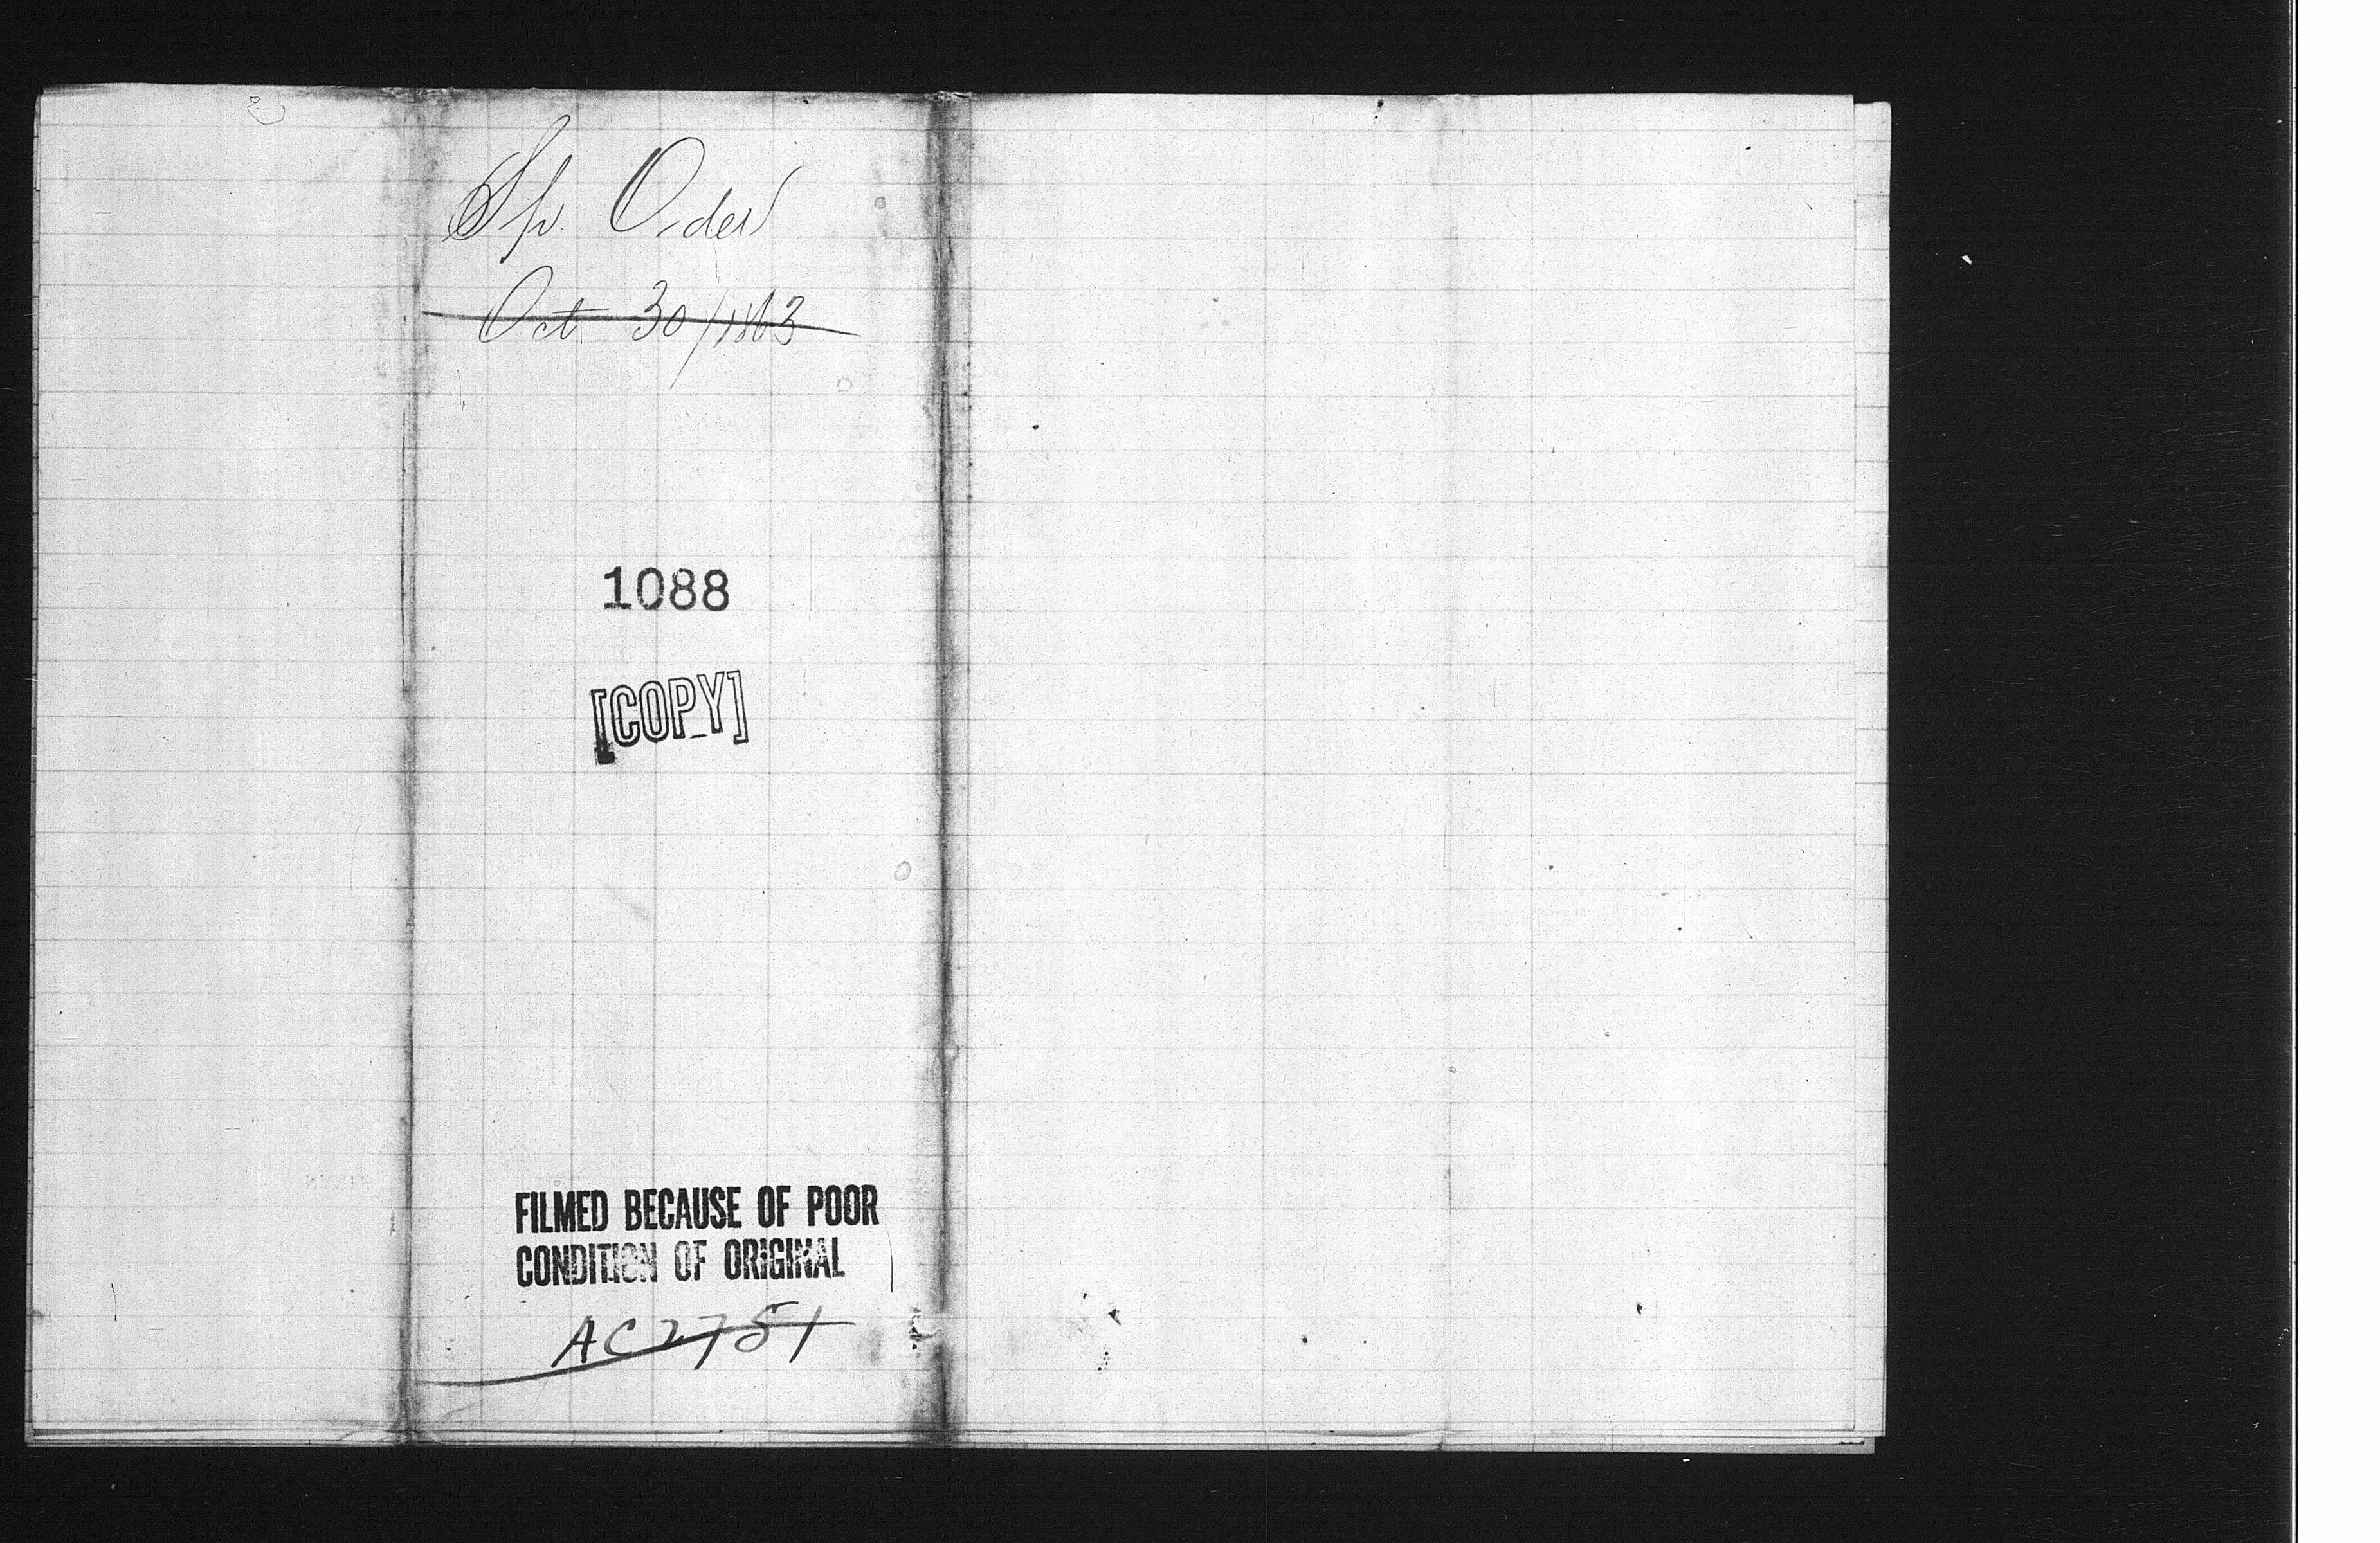 Sp. Order
Oct. 30/1863
1088
[COPY]
FILMED BECAUSE OF POOR
CONDITION OF ORIGINAL
AC2751